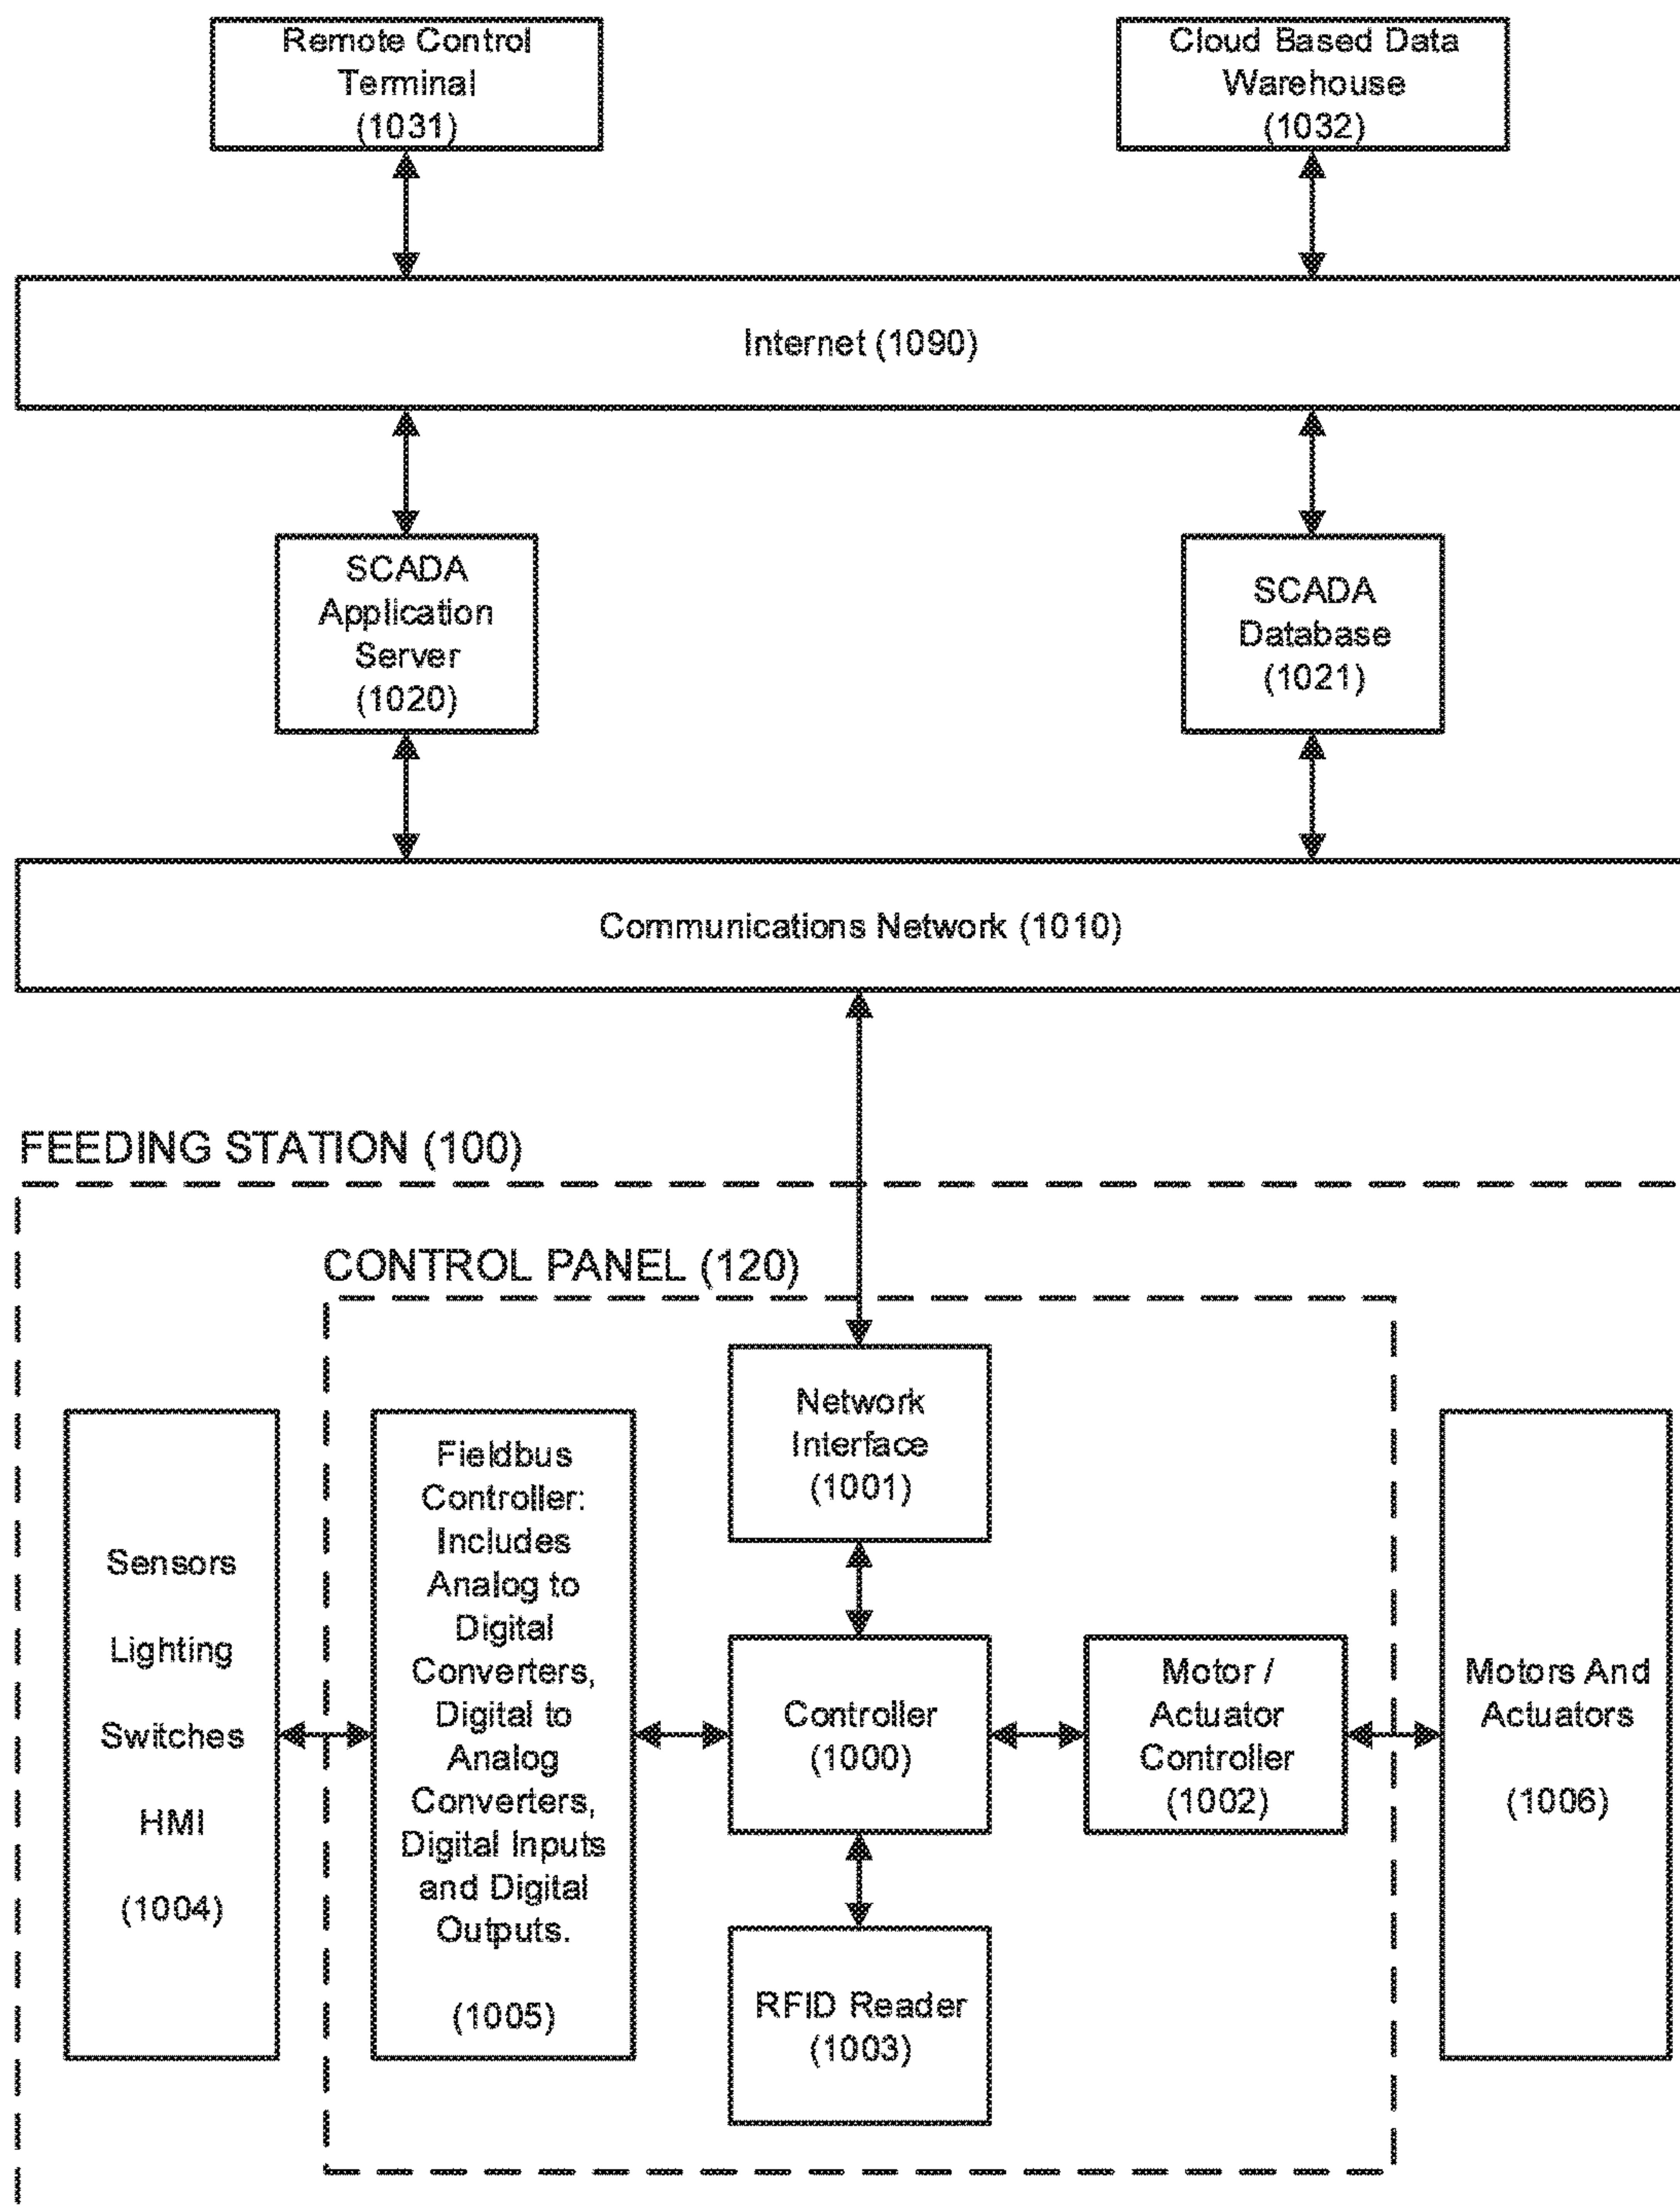 Remote Control
Terminal
(1031)
Cloud Based Data
Warehouse
(1032)
Internet (1090)
SCADA
Application
Server
(1020)
SCADA
Database
(1021)
Communications Network (1010)
FEEDING STATION (100)
CONTROL PANEL (120)
Sensors
Lighting
Switches
HMI
(1004)
Fieldbus
Controller:
Includes
Analog to
Digital
Converters,
Digital to
Analog
Converters,
Digital Inputs
and Digital
Outputs.
(1005)
Network
Interface
(1001)
Controller
(1000)
RFID Reader
(1003)
Motor /
Actuator
Controller
(1002)
Motors And
Actuators
(1006)